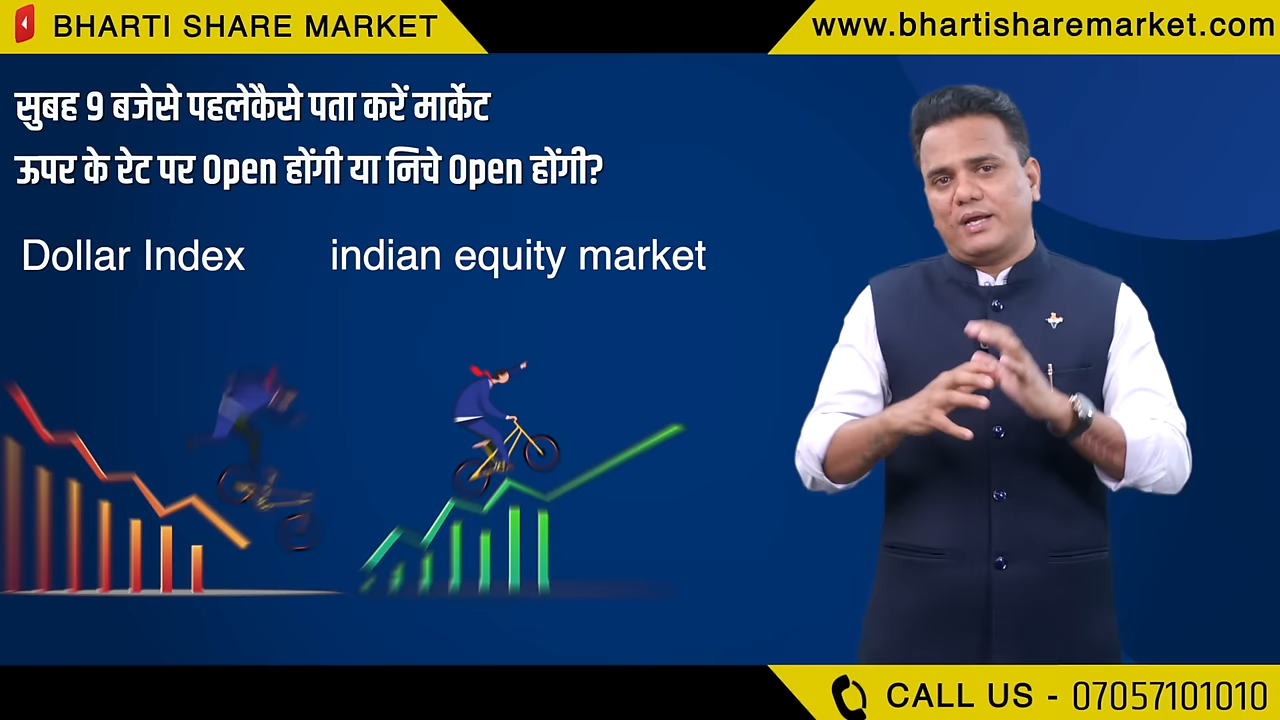 BHARTI SHARE MARKET
www.bhartisharemarket.com
सुबह 9 बजेसे पहलेकैसे पता करें मार्केट
ऊपर के रेट पर Open होंगी या निचे Open होंगी?
Dollar Index
indian equity market
CALL US - 07057101010